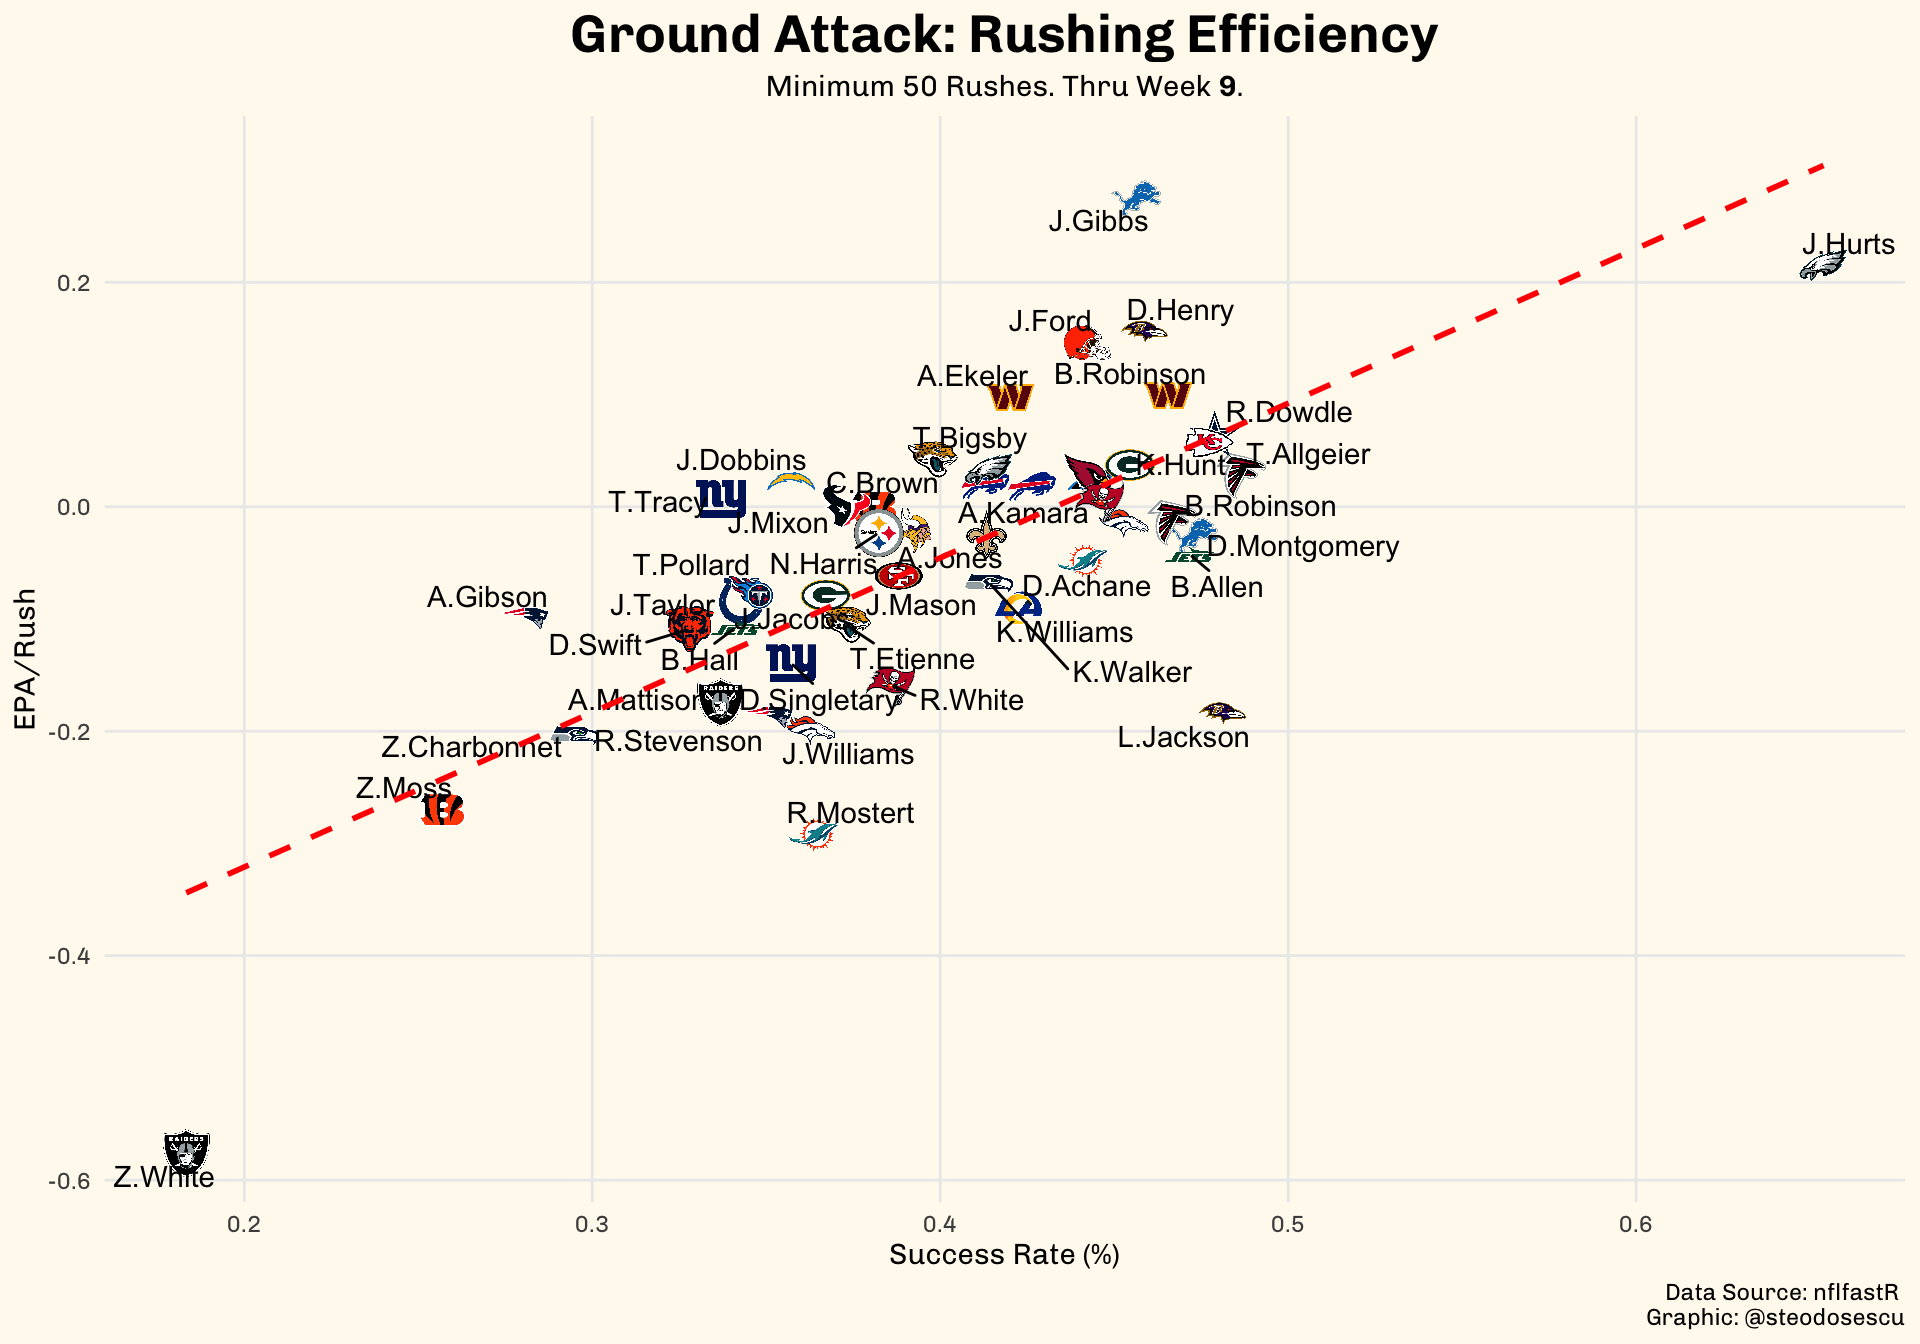 Ground Attack: Rushing Efficiency
Minimum 50 Rushes. Thru Week 9.
J.Gibbs
J.Hurts
0.2
D.Henry
J.Ford
A.Ekeler
B.Robinson
R.Dowdle
T.Bigsby
T.Allgeier
J.Dobbins
K.Hunt
C.Brown
T.Tracy
0.0
B.Robinson
A.Kamara
J.Mixon
D.Montgomery
A.Jones
N.Harris
T.Pollard
D.Achane
B.Allen
A.Gibson
J.Taylor
J.Mason
J.Jacobs
K.Williams
D.Swift
B.Hall
T.Etienne
K.Walker
A.Mattison
D.Singletary
R.White
-0.2
L.Jackson
Z.Charbonnet
R.Stevenson
J.Williams
Z.Moss
R.Mostert
-0.4
RAIDERS
Z.White
-0.6
0.2
0.3
0.4
0.5
0.6
EPA/Rush
Success Rate (%)
Data Source: nflfastR
Graphic: @steodosescu